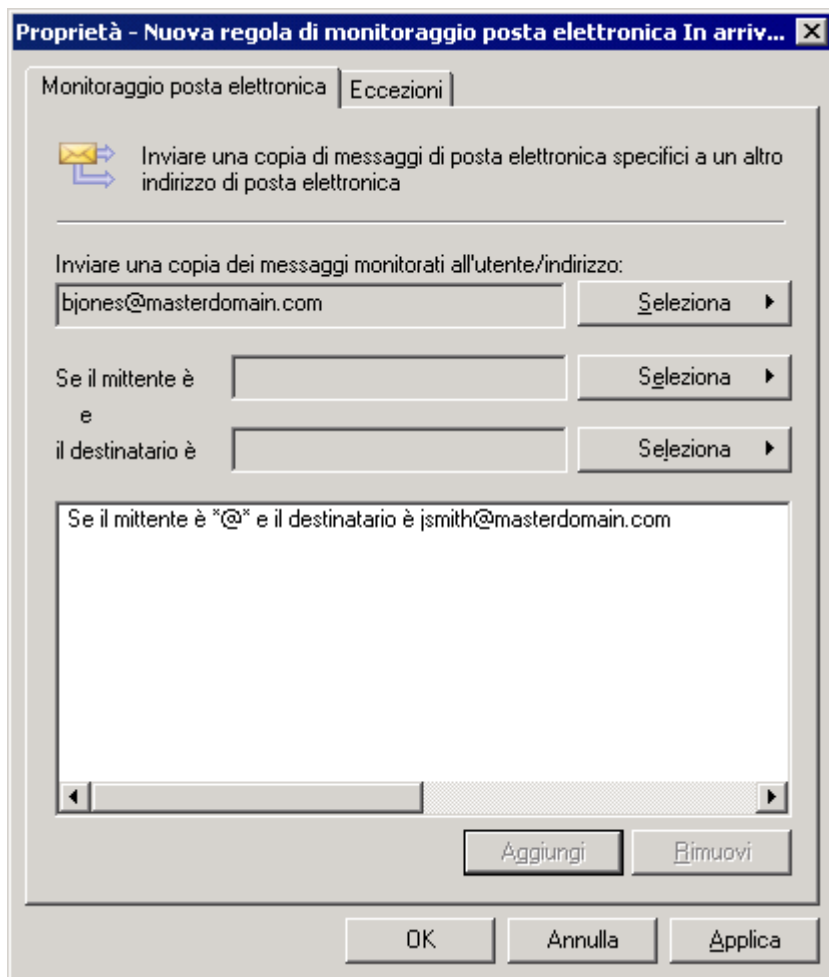 Proprietà - Nuova regola di monitoraggio posta elettronica In arriv...
Monitoraggio posta elettronica
Eccezioni
Inviare una copia di messaggi di posta elettronica specifici a un altro
indirizzo di posta elettronica
Inviare una copia dei messaggi monitorati all'utente/indirizzo:
bjones@masterdomain.com
Seleziona
Se il mittente è
Seleziona
e
il destinatario è
Seleziona
Se il mittente è *@* e il destinatario è jsmith@masterdomain.com
Aggiungi
Rimuovi
OK
Annulla
Applica